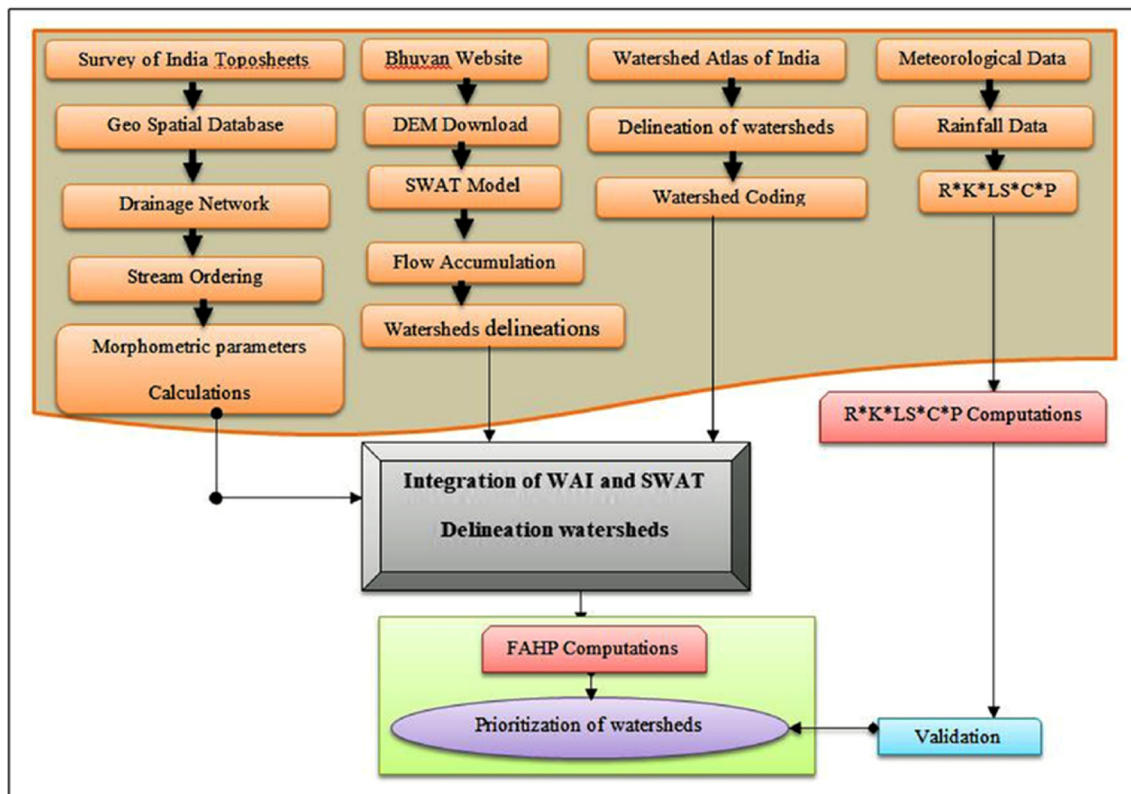 Survey of India Toposheets
Geo Spatial Database
Drainage Network
Stream Ordering
Morphometric parameters
Calculations
Bhuvan Website
DEM Download
SWAT Model
Flow Accumulation
Watersheds delineations
Watershed Atlas of India
Delineation of watersheds
Watershed Coding
Meteorological Data
Rainfall Data
R*K*LS*C*P
R*K*LS*C*P Computations
Integration of WAI and SWAT
Delineation watersheds
FAHP Computations
Prioritization of watersheds
Validation